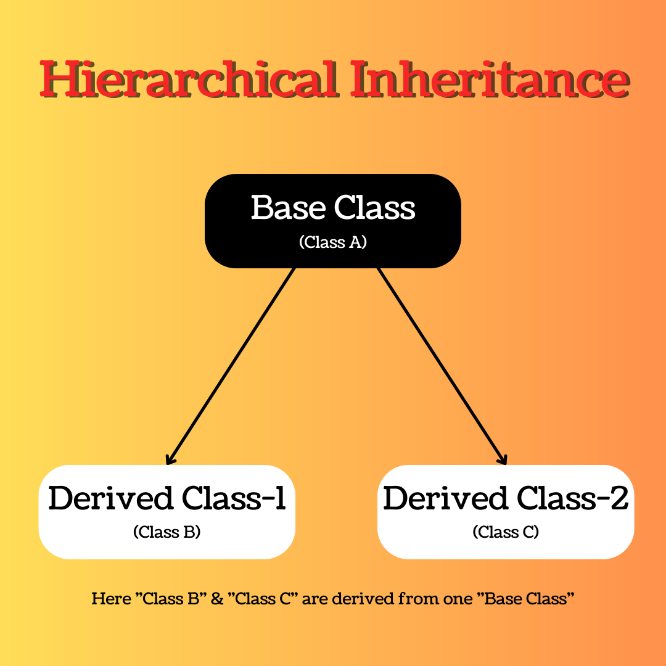 Hierarchical Inheritance
Base Class
(Class A)
Derived Class-1
(Class B)
Derived Class-2
(Class C)
Here "Class B" & "Class C" are derived from one "Base Class"